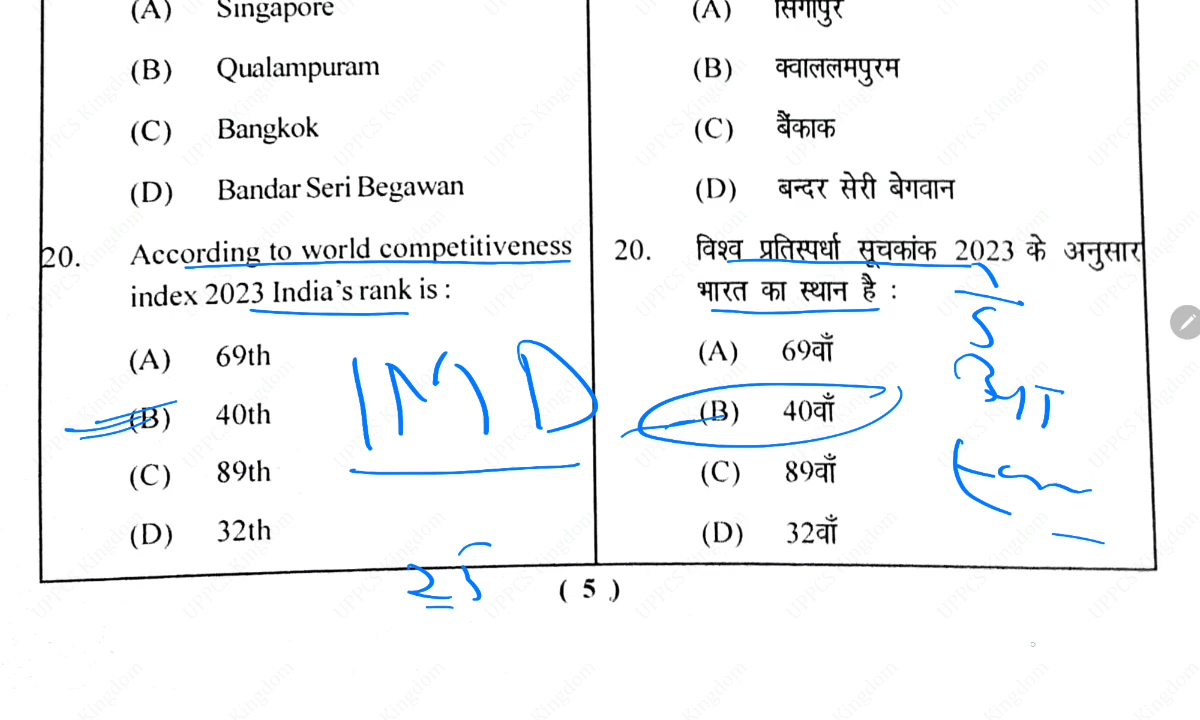 (A) Singapore
(B) Qualampuram
(C) Bangkok
(D) Bandar Seri Begawan
20. According to world competitiveness
index 2023 India's rank is :
(A) 69th
(B) 40th
(C) 89th
(D) 32th
(A) सिंगापुर
(B) क्वाललमपुरम
(C) बैंकाक
(D) बन्दर सेरी बेगवान
20. विश्व प्रतिस्पर्धा सूचकांक 2023 के अनुसार
भारत का स्थान है :
(A) 69वाँ
(B) 40वाँ
(C) 89वाँ
(D) 32वाँ
IMD
( 5 )
UPPCS Kingdom